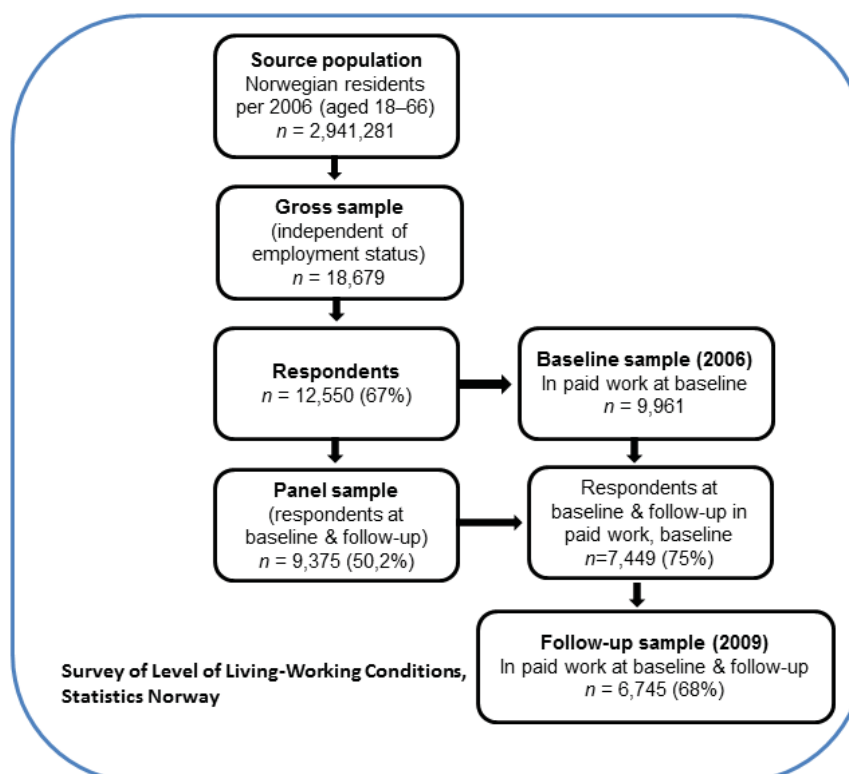 Source population
Norwegian residents
per 2006 (aged 18–66)
n = 2,941,281
Gross sample
(independent of
employment status)
n = 18,679
Respondents
n = 12,550 (67%)
Baseline sample (2006)
In paid work at baseline
n = 9,961
Panel sample
(respondents at
baseline & follow-up)
n = 9,375 (50,2%)
Respondents at
baseline & follow-up in
paid work, baseline
n=7,449 (75%)
Follow-up sample (2009)
In paid work at baseline & follow-up
n = 6,745 (68%)
Survey of Level of Living-Working Conditions,
Statistics Norway